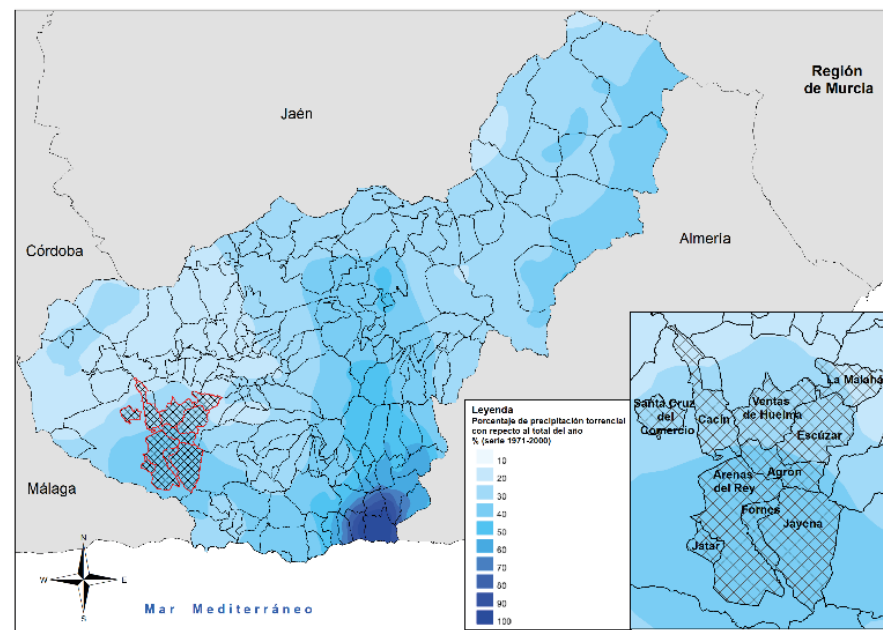 Región
de Murcia
Jaén
Córdoba
Almería
Málaga
N
W
E
S
Mar Mediterráneo
Leyenda
Porcentaje de precipitación torrencial
con repecto al total del año
% (serie 1971-2000)
10
20
30
40
50
60
70
80
90
100
La Malahá
Santa Cruz
del
Comercio
Cacín
Ventas
de Huelma
Escúzar
Arenas
del Rey
Agrón
Fornes
Jayena
Jatar